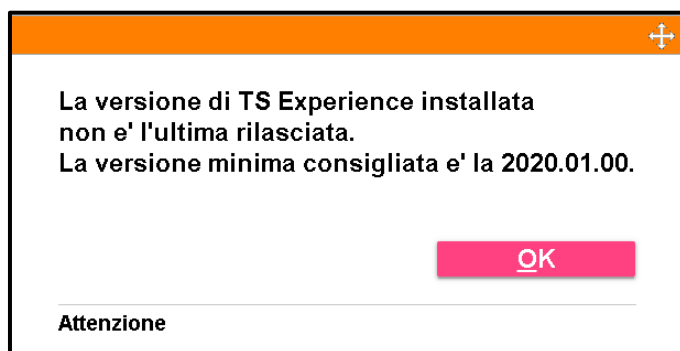 La versione di TS Experience installata
non e' l'ultima rilasciata.
La versione minima consigliata e' la 2020.01.00.
OK
Attenzione